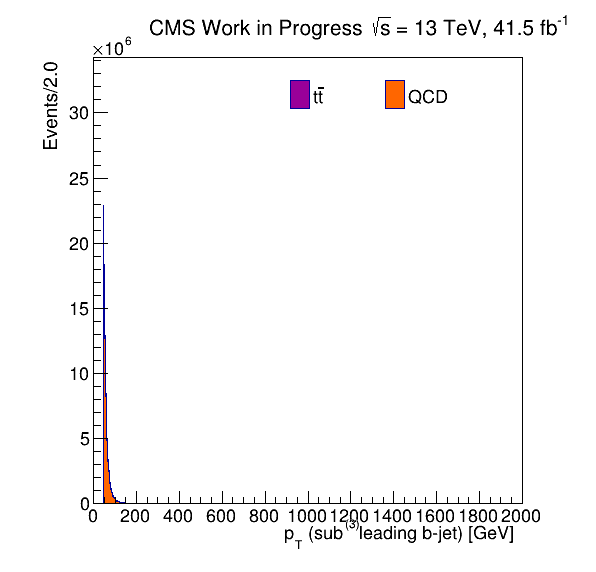 CMS Work in Progress √s = 13 TeV, 41.5 fb⁻¹
×10⁶
Events/2.0
tt̄
QCD
30
25
20
15
10
5
0
0 200 400 600 800 1000 1200 1400 1600 1800 2000
p_T (sub⁽³⁾leading b-jet) [GeV]